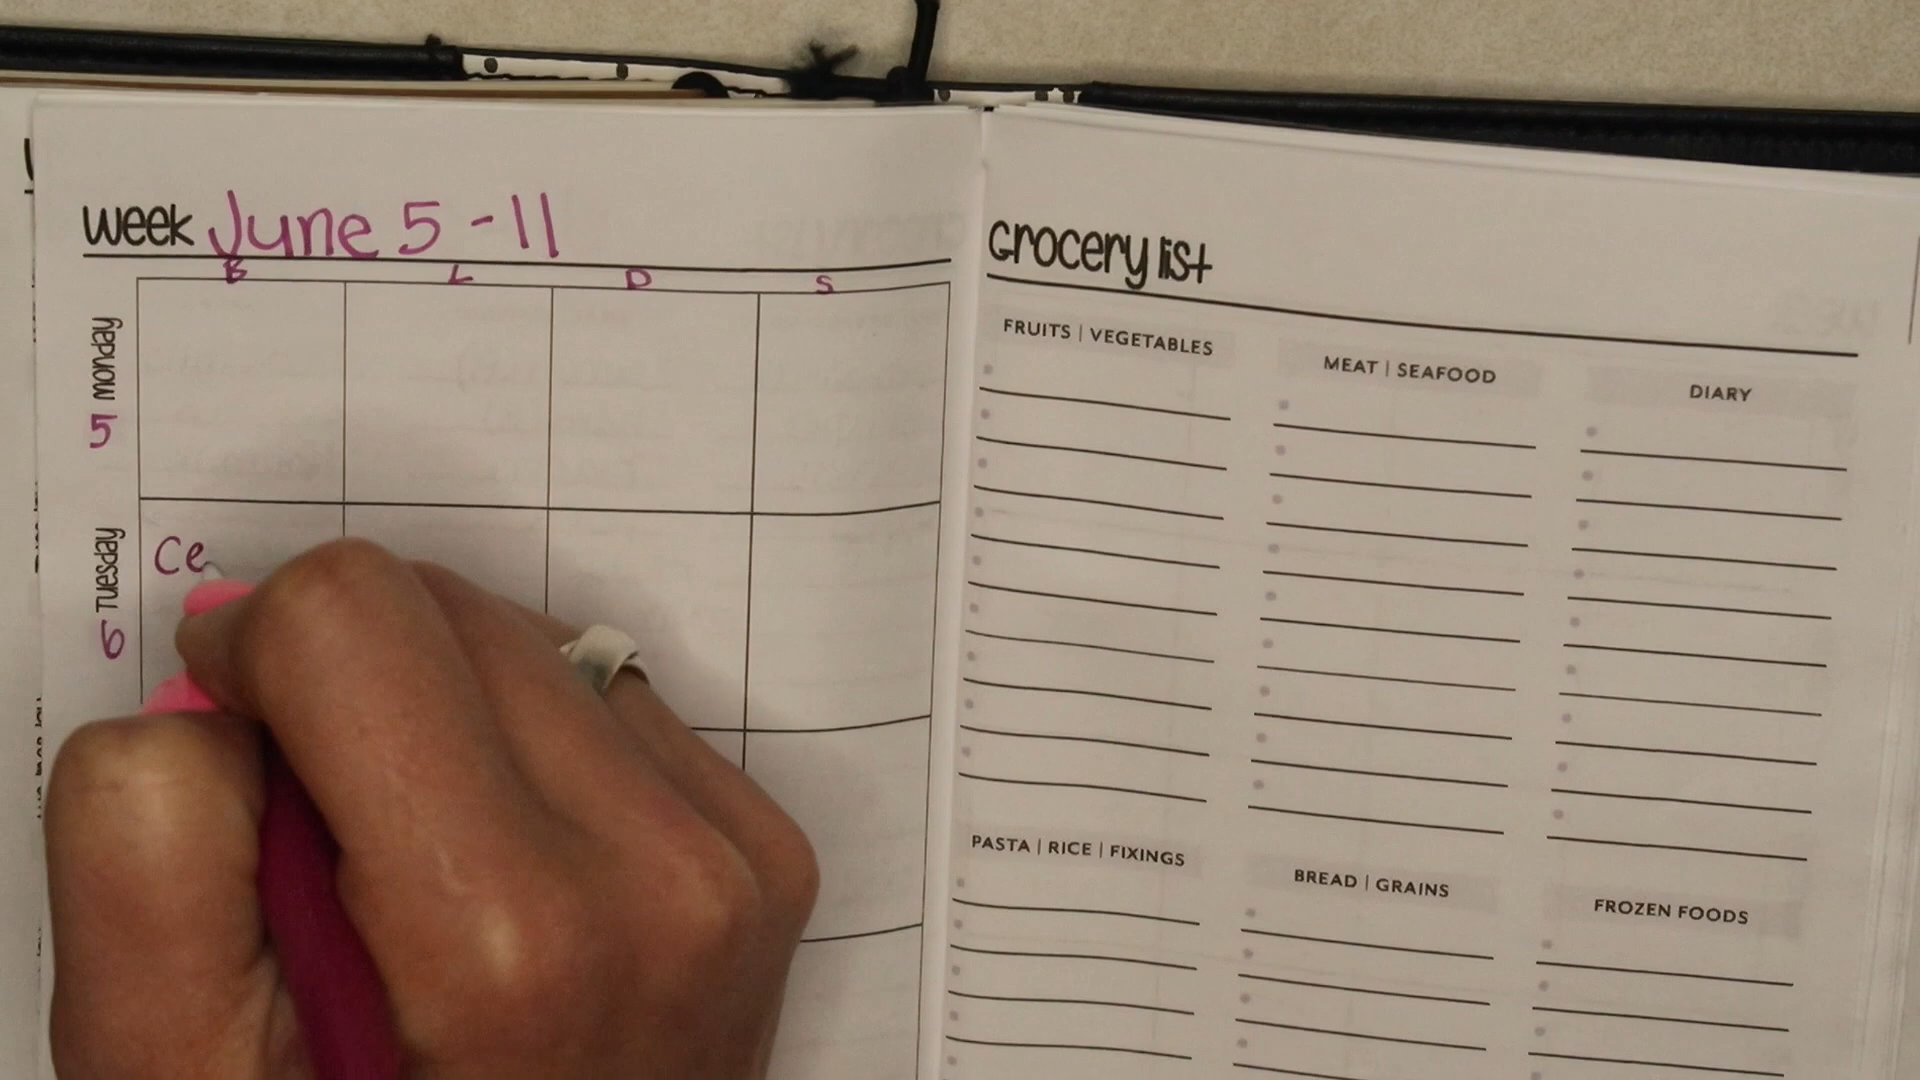 week June 5 - 11
B L D S
monday 5
Tuesday 6
Ce
Grocery list
FRUITS | VEGETABLES
MEAT | SEAFOOD
DIARY
PASTA | RICE | FIXINGS
BREAD | GRAINS
FROZEN FOODS